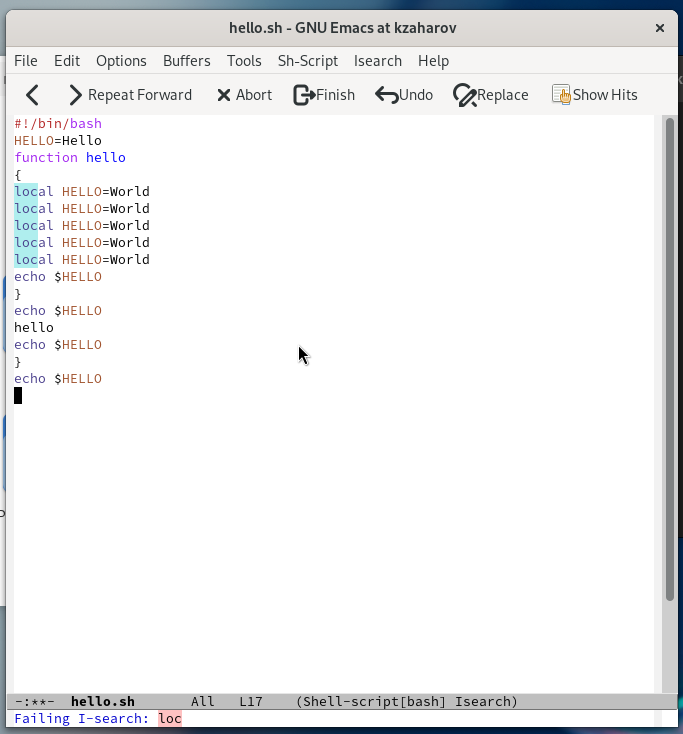 hello.sh - GNU Emacs at kzaharov
File Edit Options Buffers Tools Sh-Script Isearch Help
Repeat Forward Abort Finish Undo Replace Show Hits
#!/bin/bash
HELLO=Hello
function hello
{
local HELLO=World
local HELLO=World
local HELLO=World
local HELLO=World
local HELLO=World
echo $HELLO
}
echo $HELLO
hello
echo $HELLO
}
echo $HELLO
-:**- hello.sh All L17 (Shell-script[bash] Isearch)
Failing I-search: loc